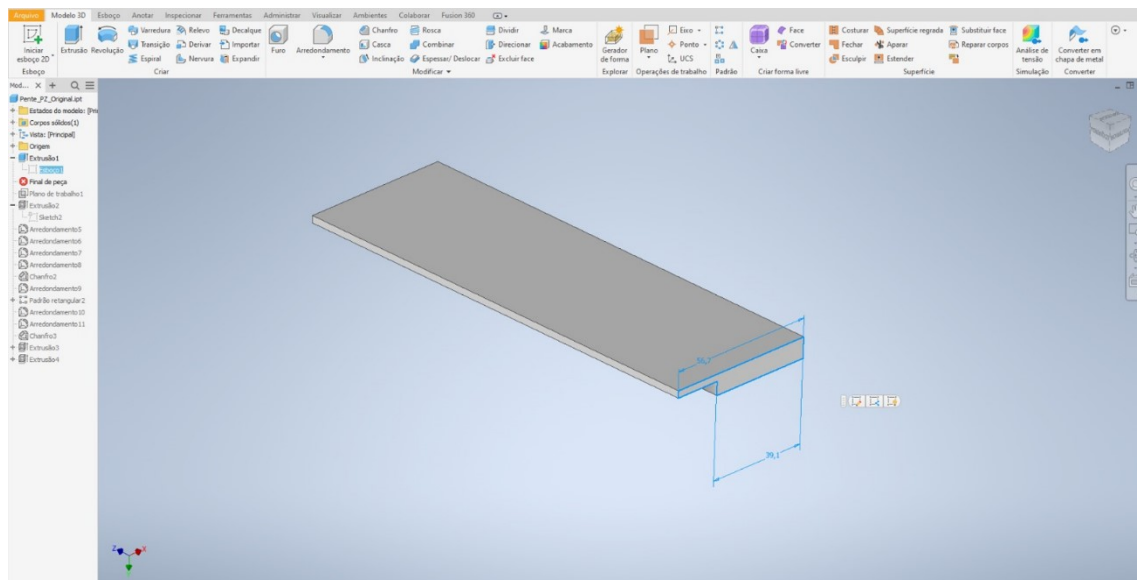 Arquivo Modelo 3D Esboço Anotar Inspecionar Ferramentas Administrar Visualizar Ambientes Colaborar Fusion 360
Varredura Relevo Decalque Chanfro Rosca Dividir Marca Eixo Face Costurar Superfície regrada Substituir face
Transição Derivar Importar Casca Combinar Direcionar Acabamento Ponto Converter Fechar Aparar Reparar corpos
Iniciar esboço 2D Extrusão Revolução Furo Arredondamento Gerador de forma Plano Caixa Análise de tensão Converter em chapa de metal
Espiral Nervura Expandir Inclinação Espessar/ Deslocar Excluir face UCS Esculpir Estender
Esboço Criar Modificar Explorar Operações de trabalho Padrão Criar forma livre Superfície Simulação Converter
Mod...
Pente_PZ_Original.ipt
Estados do modelo: [Pri
Corpos sólidos(1)
Vista: [Principal]
Origem
Extrusão1
Esboço1
Final de peça
Plano de trabalho1
Extrusão2
Sketch2
Arredondamento5
Arredondamento6
Arredondamento7
Arredondamento8
Chanfro2
Arredondamento9
Padrão retangular2
Arredondamento10
Arredondamento11
Chanfro3
Extrusão3
Extrusão4
39,1
Z X